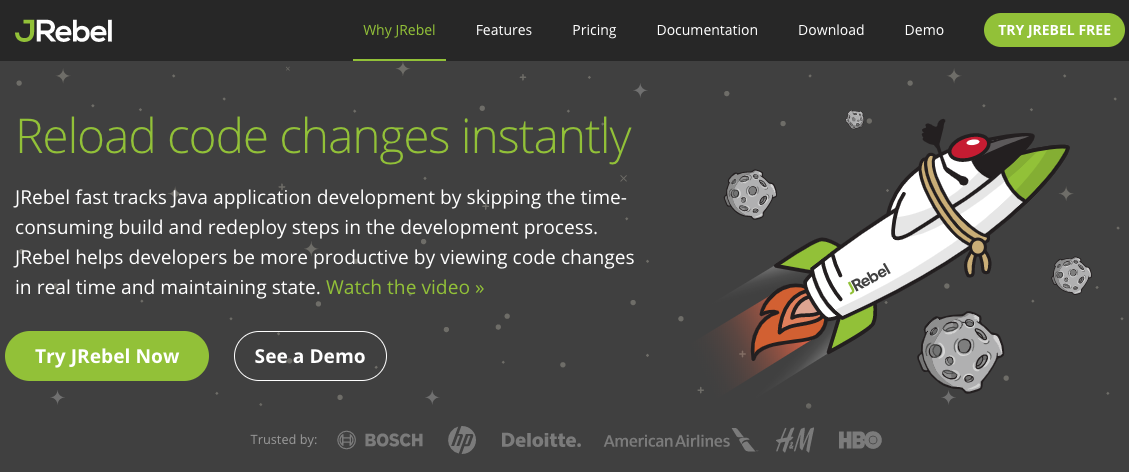 JRebel
Why JRebel
Features
Pricing
Documentation
Download
Demo
TRY JREBEL FREE
Reload code changes instantly
JRebel fast tracks Java application development by skipping the time-
consuming build and redeploy steps in the development process.
JRebel helps developers be more productive by viewing code changes
in real time and maintaining state. Watch the video »
JRebel
Try JRebel Now
See a Demo
Trusted by:
BOSCH
hp
Deloitte.
American Airlines
H&M
HBO